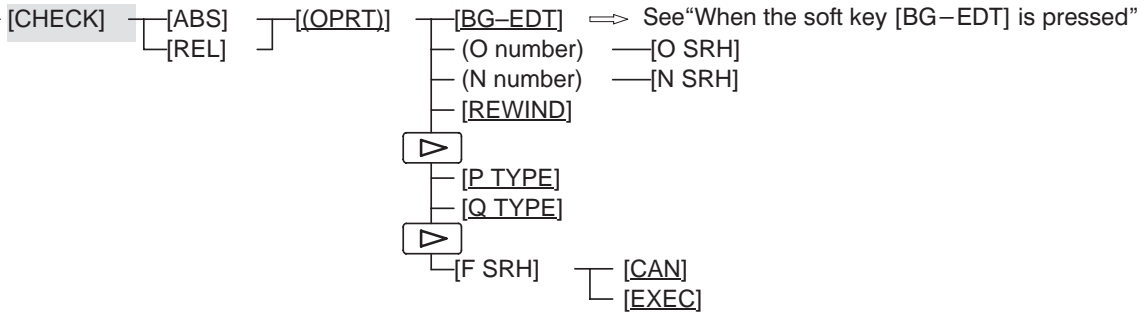 [CHECK] [ABS] [(OPRT)] [BG–EDT] See“When the soft key [BG–EDT] is pressed”
[REL] (O number) [O SRH]
(N number) [N SRH]
[REWIND]
[P TYPE]
[Q TYPE]
[F SRH] [CAN]
[EXEC]